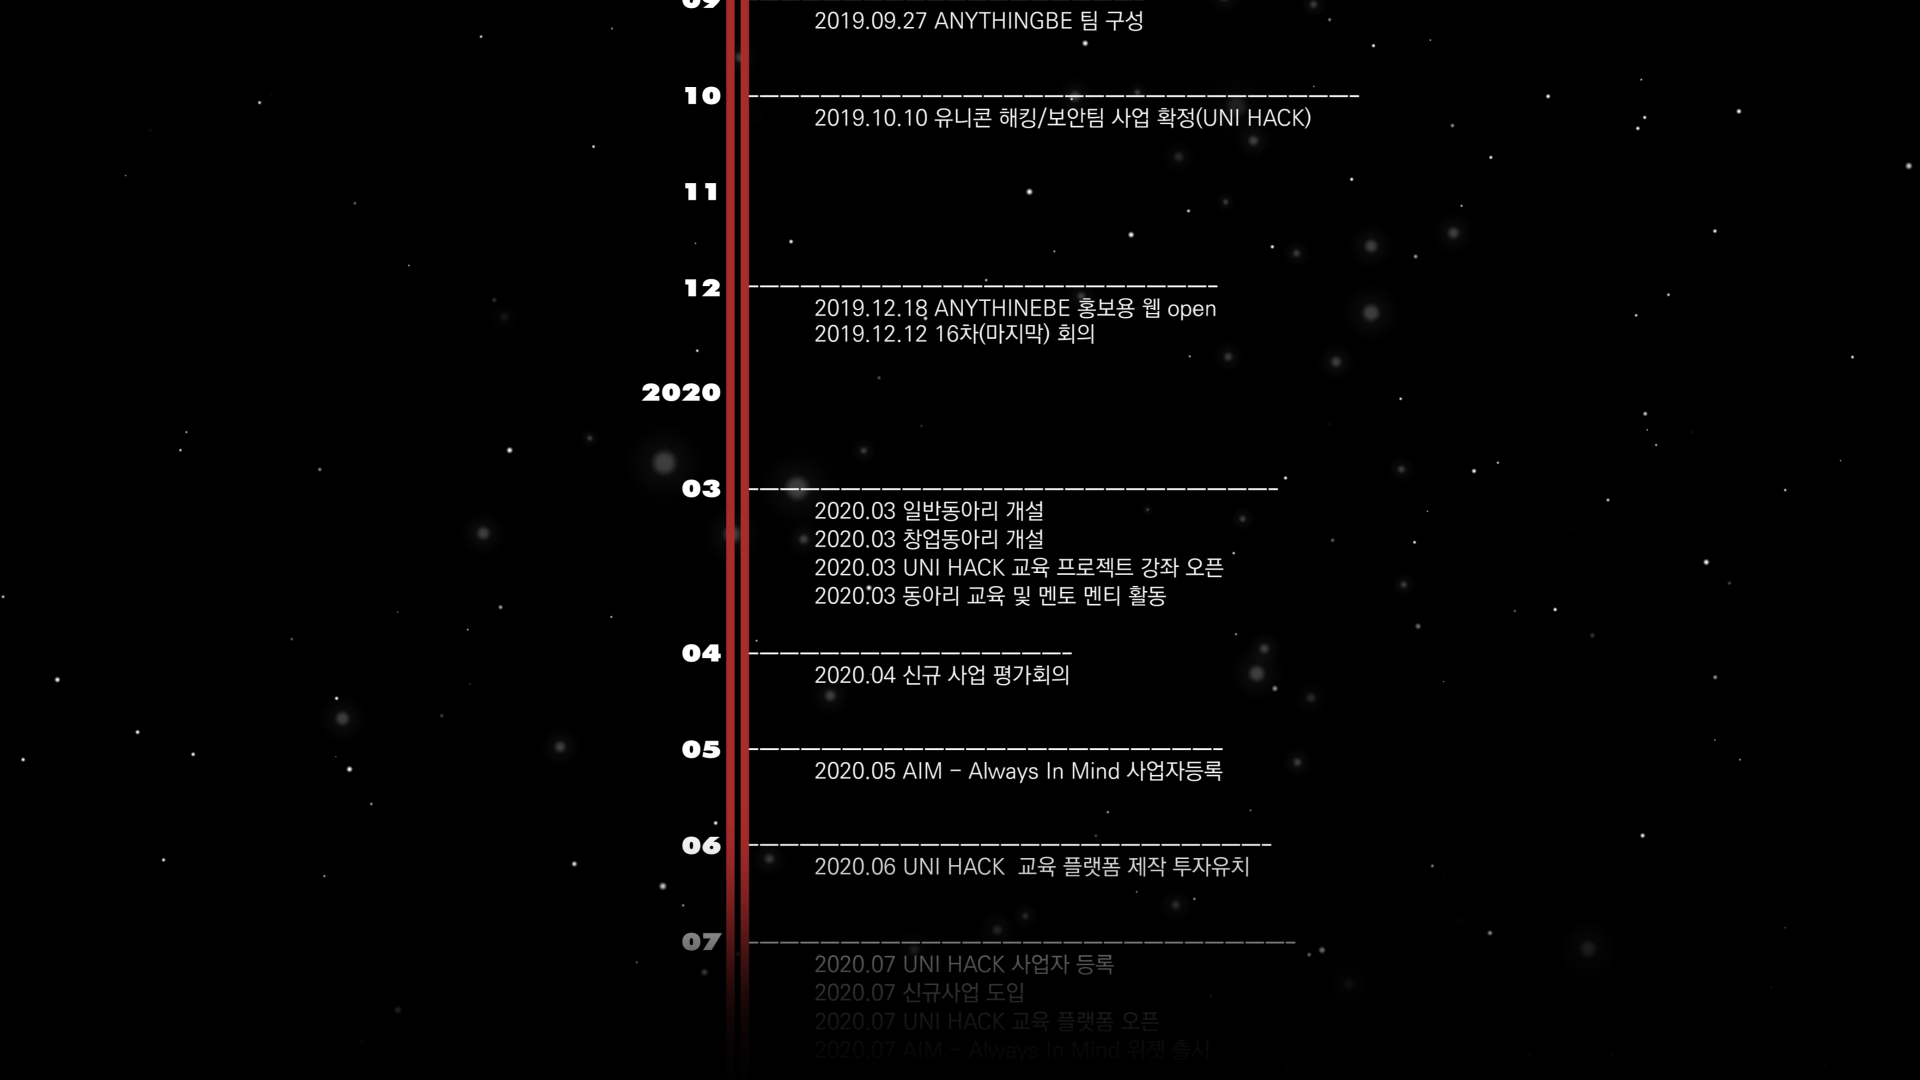 09
2019.09.27 ANYTHINGBE 팀 구성
10
2019.10.10 유니콘 해킹/보안팀 사업 확정(UNI HACK)
11
12
2019.12.18 ANYTHINEBE 홍보용 웹 open
2019.12.12 16차(마지막) 회의
2020
03
2020.03 일반동아리 개설
2020.03 창업동아리 개설
2020.03 UNI HACK 교육 프로젝트 강좌 오픈
2020.03 동아리 교육 및 멘토 멘티 활동
04
2020.04 신규 사업 평가회의
05
2020.05 AIM - Always In Mind 사업자등록
06
2020.06 UNI HACK 교육 플랫폼 제작 투자유치
07
2020.07 UNI HACK 사업자 등록
2020.07 신규사업 도입
2020.07 UNI HACK 교육 플랫폼 오픈
2020.07 AIM - Always In Mind 위젯 출시